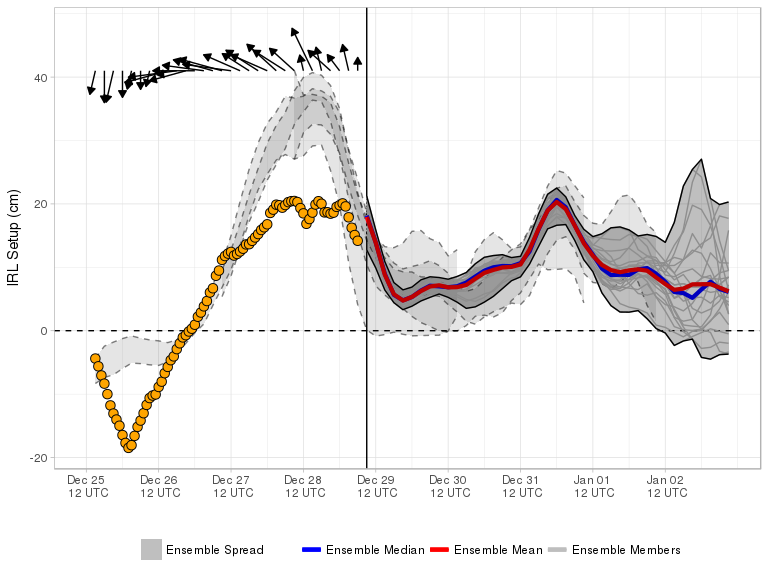 IRL Setup (cm)
40
20
0
-20
Dec 25 Dec 26 Dec 27 Dec 28 Dec 29 Dec 30 Dec 31 Jan 01 Jan 02
12 UTC 12 UTC 12 UTC 12 UTC 12 UTC 12 UTC 12 UTC 12 UTC 12 UTC
Ensemble Spread Ensemble Median Ensemble Mean Ensemble Members